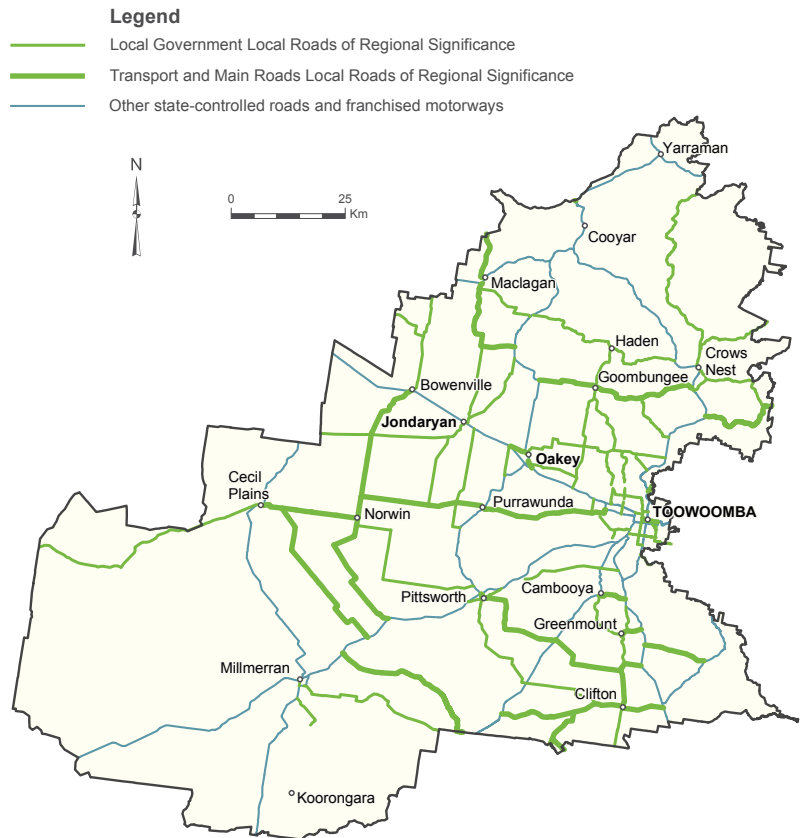 Legend
Local Government Local Roads of Regional Significance
Transport and Main Roads Local Roads of Regional Significance
Other state-controlled roads and franchised motorways
N
0 25
Km
Yarraman
Cooyar
Maclagan
Haden
Crows
Nest
Bowenville
Goombungee
Jondaryan
Oakey
Cecil
Plains
Norwin
Purrawunda
TOOWOOMBA
Pittsworth
Cambooya
Greenmount
Millmerran
Clifton
Koorongara